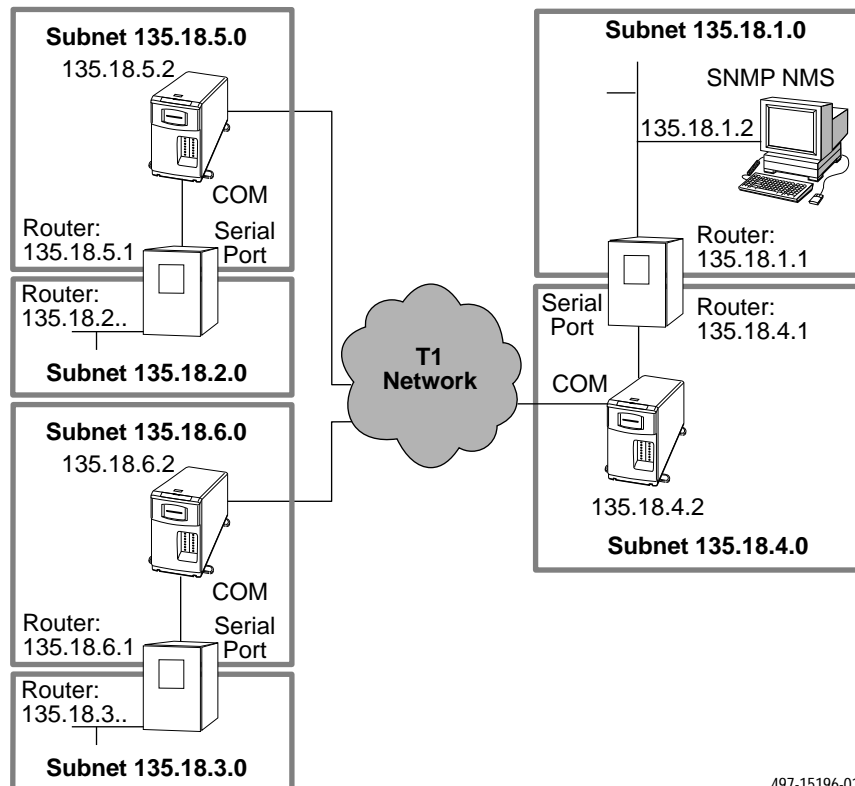 Subnet 135.18.5.0
135.18.5.2
COM
Router:
135.18.5.1
Serial
Port
Router:
135.18.2..
Subnet 135.18.2.0
Subnet 135.18.6.0
135.18.6.2
COM
Router:
135.18.6.1
Serial
Port
Router:
135.18.3..
Subnet 135.18.3.0
T1
Network
Subnet 135.18.1.0
SNMP NMS
135.18.1.2
Router:
135.18.1.1
Serial
Port
Router:
135.18.4.1
COM
135.18.4.2
Subnet 135.18.4.0
497-15196-01